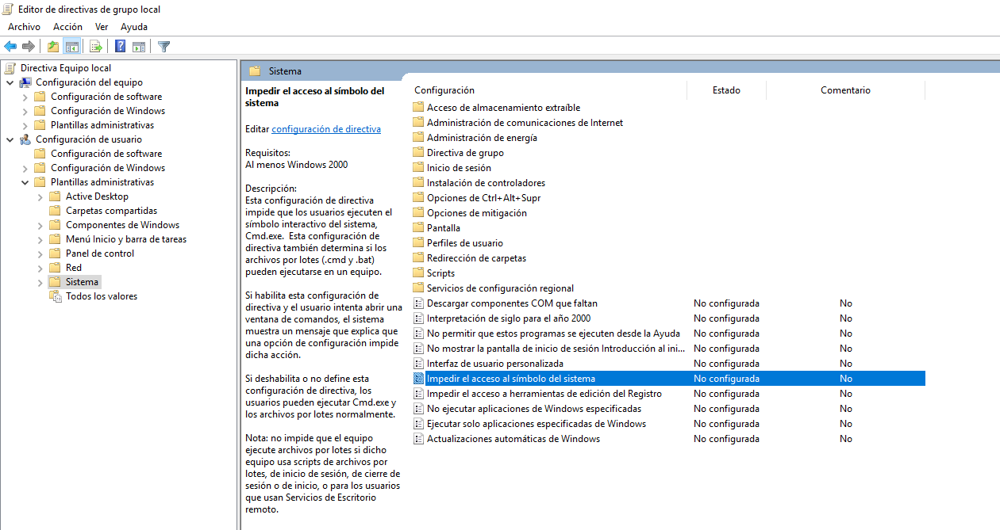 Editor de directivas de grupo local
Archivo Acción Ver Ayuda
Directiva Equipo local
Configuración del equipo
Configuración de software
Configuración de Windows
Plantillas administrativas
Configuración de usuario
Configuración de software
Configuración de Windows
Plantillas administrativas
Active Desktop
Carpetas compartidas
Componentes de Windows
Menú Inicio y barra de tareas
Panel de control
Red
Sistema
Todos los valores
Sistema
Impedir el acceso al símbolo del
sistema
Editar configuración de directiva
Requisitos:
Al menos Windows 2000
Descripción:
Esta configuración de directiva
impide que los usuarios ejecuten el
símbolo interactivo del sistema,
Cmd.exe. Esta configuración de
directiva también determina si los
archivos por lotes (.cmd y .bat)
pueden ejecutarse en un equipo.
Si habilita esta configuración de
directiva y el usuario intenta abrir una
ventana de comandos, el sistema
muestra un mensaje que explica que
una opción de configuración impide
dicha acción.
Si deshabilita o no define esta
configuración de directiva, los
usuarios pueden ejecutar Cmd.exe y
los archivos por lotes normalmente.
Nota: no impide que el equipo
ejecute archivos por lotes si dicho
equipo usa scripts de archivos por
lotes, de inicio de sesión, de cierre de
sesión o de inicio, o para los usuarios
que usan Servicios de Escritorio
remoto.
Configuración Estado Comentario
Acceso de almacenamiento extraíble
Administración de comunicaciones de Internet
Administración de energía
Directiva de grupo
Inicio de sesión
Instalación de controladores
Opciones de Ctrl+Alt+Supr
Opciones de mitigación
Pantalla
Perfiles de usuario
Redirección de carpetas
Scripts
Servicios de configuración regional
Descargar componentes COM que faltan No configurada No
Interpretación de siglo para el año 2000 No configurada No
No permitir que estos programas se ejecuten desde la Ayuda No configurada No
No mostrar la pantalla de inicio de sesión Introducción al ini... No configurada No
Interfaz de usuario personalizada No configurada No
Impedir el acceso al símbolo del sistema No configurada No
Impedir el acceso a herramientas de edición del Registro No configurada No
No ejecutar aplicaciones de Windows especificadas No configurada No
Ejecutar solo aplicaciones especificadas de Windows No configurada No
Actualizaciones automáticas de Windows No configurada No